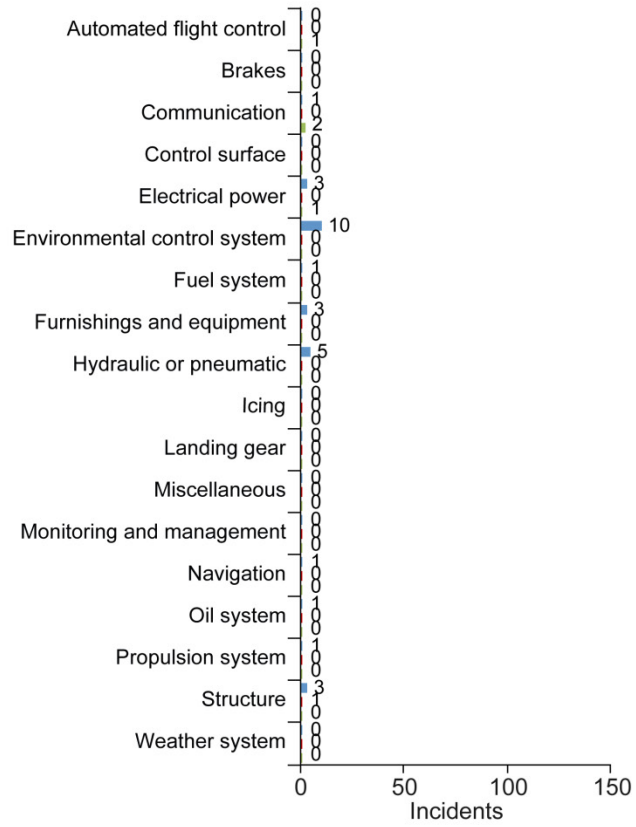 0
Automated flight control 0
1
0
Brakes 0
0
1
Communication 0
2
0
Control surface 0
0
3
Electrical power 0
1
10
Environmental control system 0
0
1
Fuel system 0
0
3
Furnishings and equipment 0
0
5
Hydraulic or pneumatic 0
0
0
Icing 0
0
0
Landing gear 0
0
0
Miscellaneous 0
0
0
Monitoring and management 0
0
1
Navigation 0
0
1
Oil system 0
0
1
Propulsion system 0
0
3
Structure 1
0
0
Weather system 0
0
0 50 100 150
Incidents